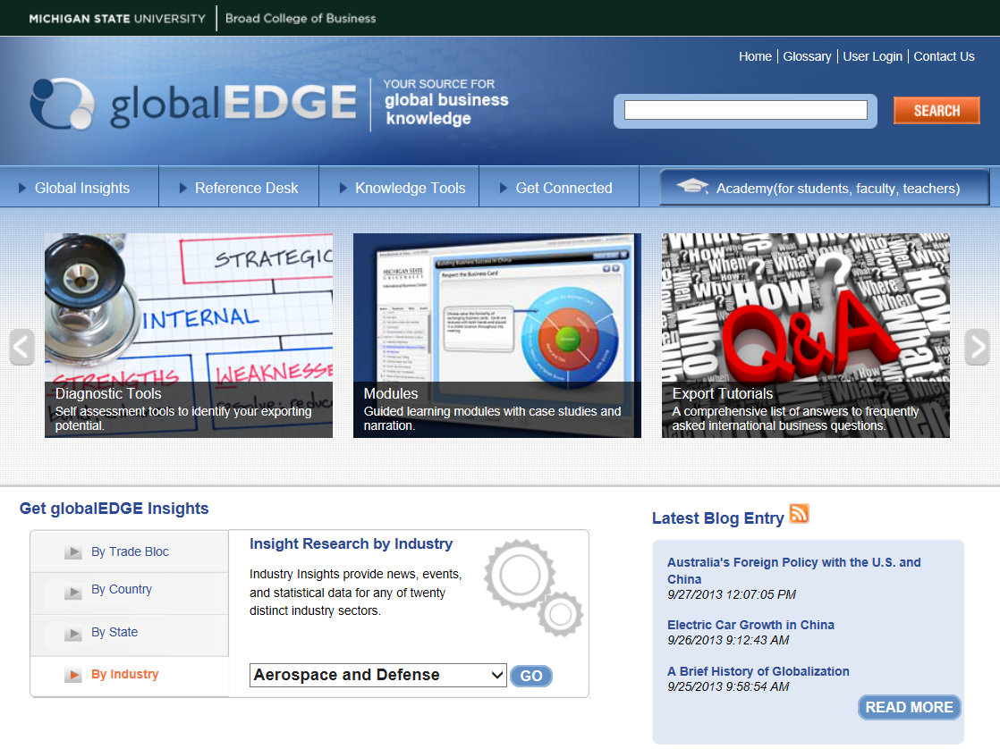 MICHIGAN STATE UNIVERSITY Broad College of Business
Home Glossary User Login Contact Us
globalEDGE
YOUR SOURCE FOR
global business
knowledge
SEARCH
Global Insights
Reference Desk
Knowledge Tools
Get Connected
Academy(for students, faculty, teachers)
STRATEGIC
INTERNAL
STRENGTHS
WEAKNESSE
Diagnostic Tools
Self assessment tools to identify your exporting
potential.
Building Business Success in China
MICHIGAN STATE
UNIVERSITY
Respect the Business Card
Modules
Guided learning modules with case studies and
narration.
Who
What
When
Why
How
Where
Q&A
Export Tutorials
A comprehensive list of answers to frequently
asked international business questions.
Get globalEDGE Insights
By Trade Bloc
By Country
By State
By Industry
Insight Research by Industry
Industry Insights provide news, events,
and statistical data for any of twenty
distinct industry sectors.
Aerospace and Defense
GO
Latest Blog Entry
Australia's Foreign Policy with the U.S. and
China
9/27/2013 12:07:05 PM
Electric Car Growth in China
9/26/2013 9:12:43 AM
A Brief History of Globalization
9/25/2013 9:58:54 AM
READ MORE